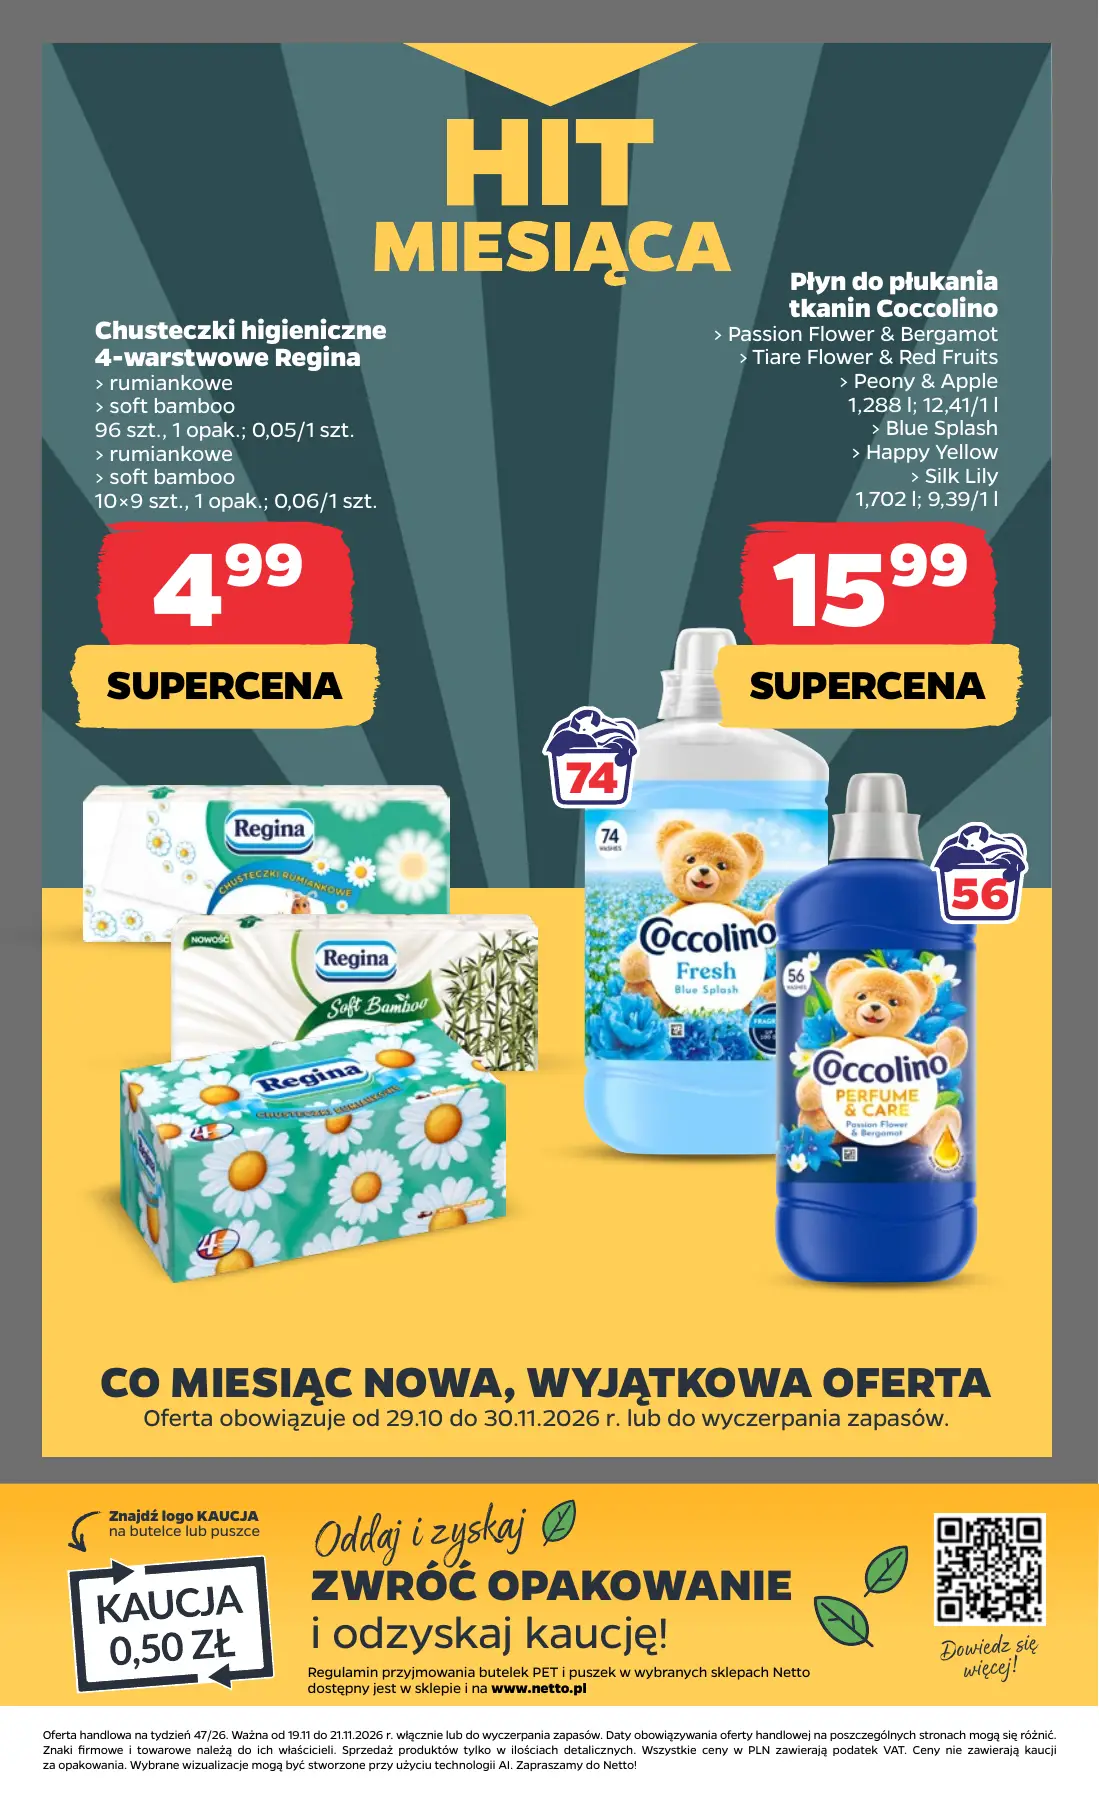 HIT
MIESIĄCA
Chusteczki higieniczne
4-warstwowe Regina
> rumiankowe
> soft bamboo
96 szt., 1 opak.; 0,05/1 szt.
> rumiankowe
> soft bamboo
10×9 szt., 1 opak.; 0,06/1 szt.
4 99
SUPERCENA
Płyn do płukania
tkanin Coccolino
> Passion Flower & Bergamot
> Tiare Flower & Red Fruits
> Peony & Apple
1,288 l; 12,41/1 l
> Blue Splash
> Happy Yellow
> Silk Lily
1,702 l; 9,39/1 l
15 99
SUPERCENA
Regina
CHUSTECZKI RUMIANKOWE
NOWOŚĆ
Regina
Soft Bamboo
Regina
CHUSTECZKI RUMIANKOWE
4
4
74
74
WASHES
Coccolino
Fresh
Blue Splash
56
56
WASHES
Coccolino
PERFUME
& CARE
Passion Flower
& Bergamot
CO MIESIĄC NOWA, WYJĄTKOWA OFERTA
Oferta obowiązuje od 29.10 do 30.11.2026 r. lub do wyczerpania zapasów.
Znajdź logo KAUCJA
na butelce lub puszce
KAUCJA
0,50 ZŁ
Oddaj i zyskaj
ZWRÓĆ OPAKOWANIE
i odzyskaj kaucję!
Regulamin przyjmowania butelek PET i puszek w wybranych sklepach Netto
dostępny jest w sklepie i na www.netto.pl
Dowiedz się
więcej!
Oferta handlowa na tydzień 47/26. Ważna od 19.11 do 21.11.2026 r. włącznie lub do wyczerpania zapasów. Daty obowiązywania oferty handlowej na poszczególnych stronach mogą się różnić.
Znaki firmowe i towarowe należą do ich właścicieli. Sprzedaż produktów tylko w ilościach detalicznych. Wszystkie ceny w PLN zawierają podatek VAT. Ceny nie zawierają kaucji
za opakowania. Wybrane wizualizacje mogą być stworzone przy użyciu technologii AI. Zapraszamy do Netto!